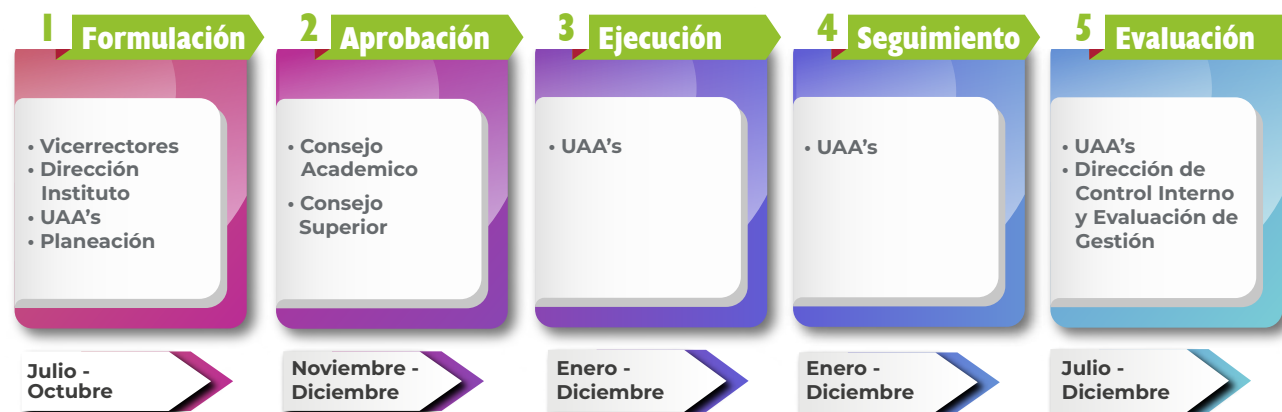 1 Formulación
• Vicerrectores
• Dirección
Instituto
• UAA's
• Planeación
Julio -
Octubre
2 Aprobación
• Consejo
Academico
• Consejo
Superior
Noviembre -
Diciembre
3 Ejecución
• UAA's
Enero -
Diciembre
4 Seguimiento
• UAA's
Enero -
Diciembre
5 Evaluación
• UAA's
• Dirección de
Control Interno
y Evaluación de
Gestión
Julio -
Diciembre